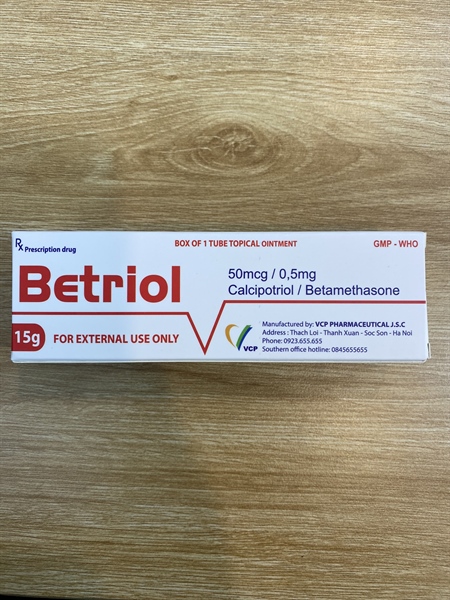 Rx Prescription drug
BOX OF 1 TUBE TOPICAL OINTMENT
GMP - WHO
Betriol
50mcg / 0,5mg
Calcipotriol / Betamethasone
15g
FOR EXTERNAL USE ONLY
VCP
Manufactured by: VCP PHARMACEUTICAL J.S.C
Address : Thach Loi - Thanh Xuan - Soc Son - Ha Noi
Phone: 0923.655.655
Southern office hotline: 0845655655